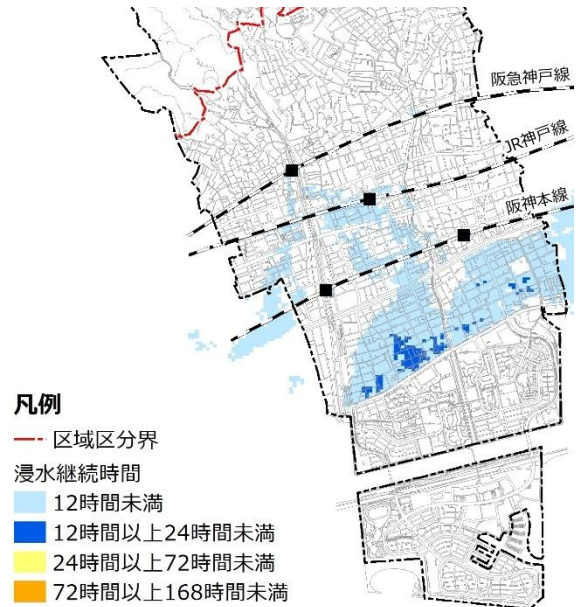 阪急神戸線
JR神戸線
阪神本線
凡例
区域区分界
浸水継続時間
12時間未満
12時間以上24時間未満
24時間以上72時間未満
72時間以上168時間未満